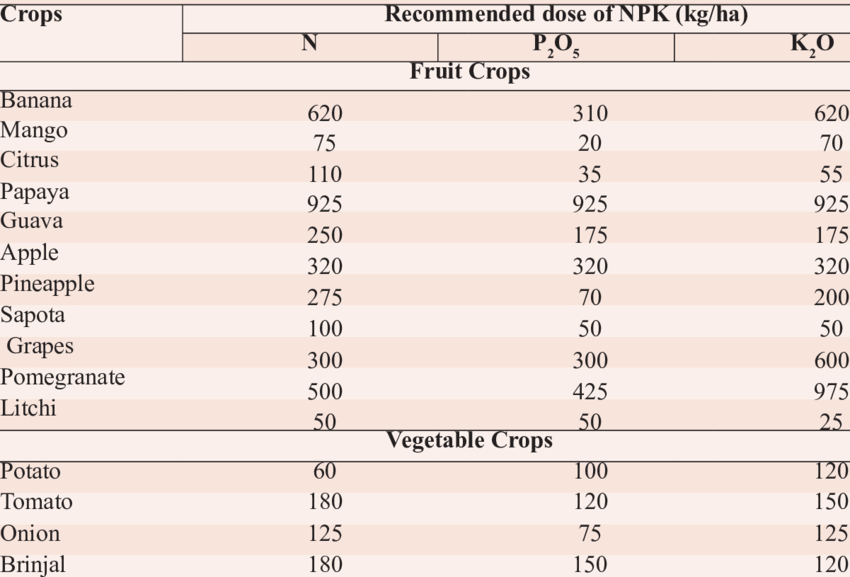 Crops Recommended dose of NPK (kg/ha)
N P₂O₅ K₂O
Fruit Crops
Banana 620 310 620
Mango 75 20 70
Citrus 110 35 55
Papaya 925 925 925
Guava 250 175 175
Apple 320 320 320
Pineapple 275 70 200
Sapota 100 50 50
Grapes 300 300 600
Pomegranate 500 425 975
Litchi 50 50 25
Vegetable Crops
Potato 60 100 120
Tomato 180 120 150
Onion 125 75 125
Brinjal 180 150 120